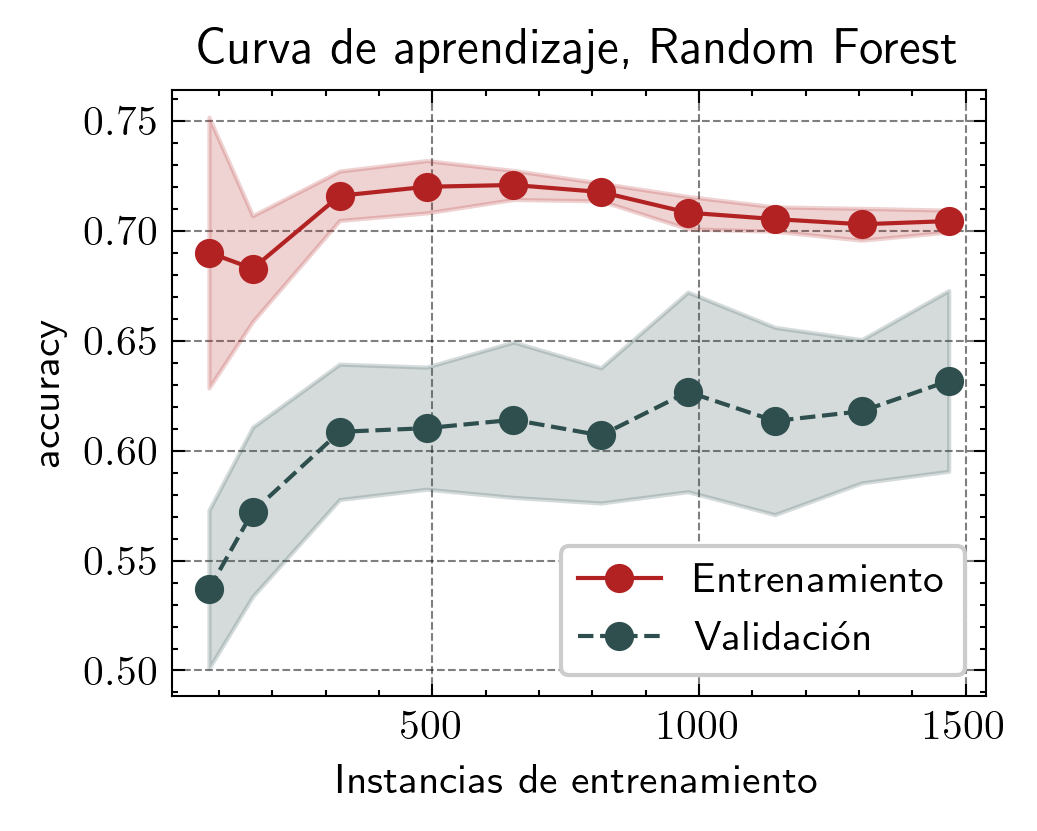 Curva de aprendizaje, Random Forest
0.75
0.70
0.65
0.60
0.55
0.50
accuracy
Entrenamiento
Validación
500
1000
1500
Instancias de entrenamiento